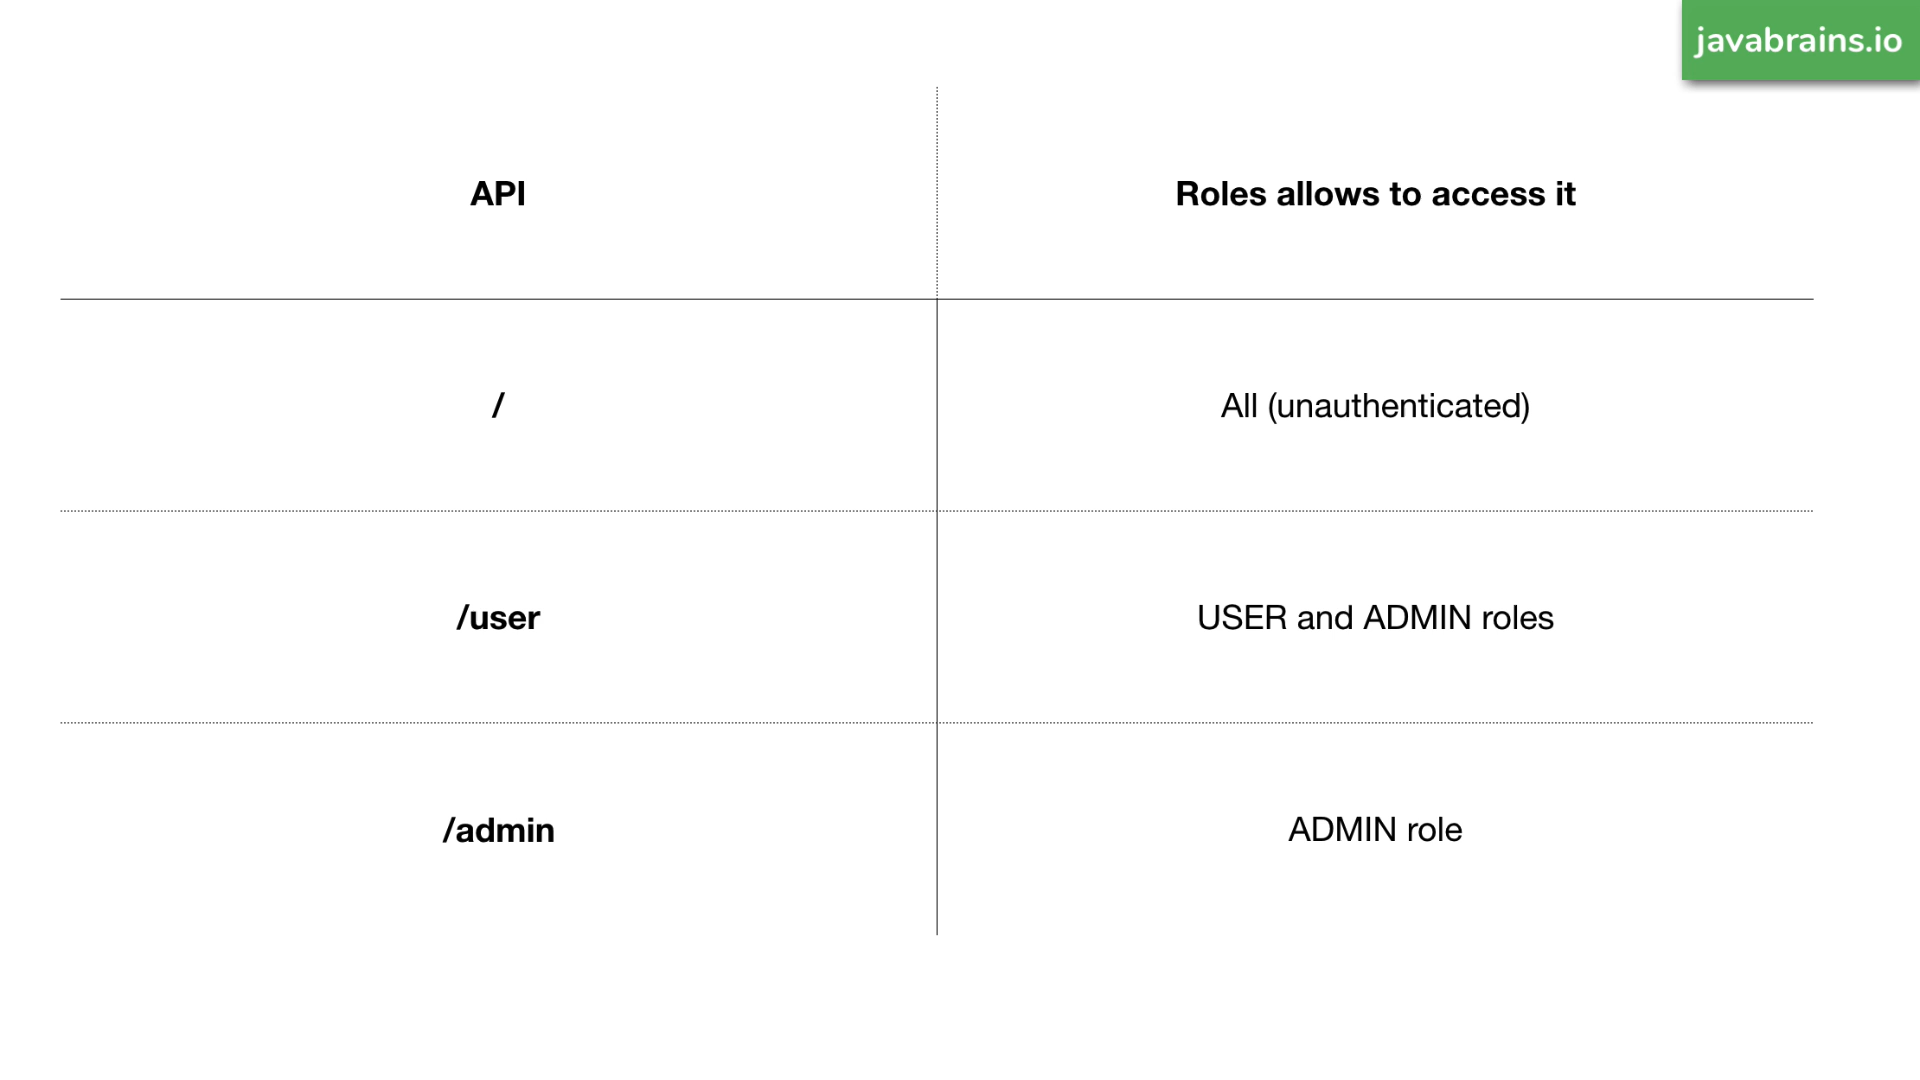 javabrains.io
API Roles allows to access it
/ All (unauthenticated)
/user USER and ADMIN roles
/admin ADMIN role